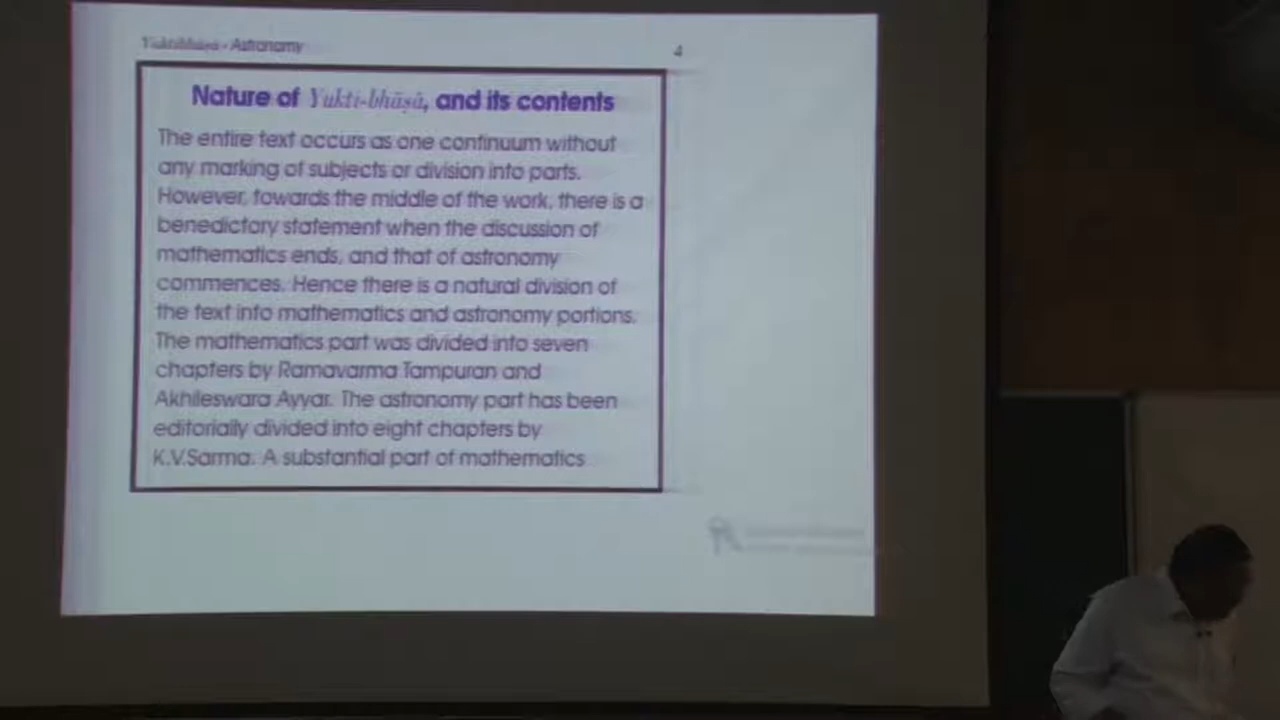 Yuktibhāṣā - Astronomy
4
Nature of Yukti-bhāṣā, and its contents
The entire text occurs as one continuum without
any marking of subjects or division into parts.
However, towards the middle of the work, there is a
benedictory statement when the discussion of
mathematics ends, and that of astronomy
commences. Hence there is a natural division of
the text into mathematics and astronomy portions.
The mathematics part was divided into seven
chapters by Ramavarma Tampuran and
Akhileswara Ayyar. The astronomy part has been
editorially divided into eight chapters by
K.V.Sarma. A substantial part of mathematics